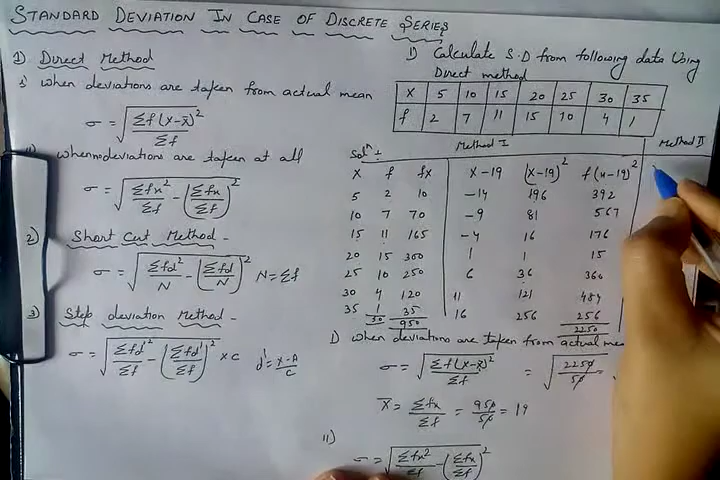 STANDARD DEVIATION IN CASE OF DISCRETE SERIES
1) Direct Method
i) when deviations are taken from actual mean
σ = √(Σf(x-x̄)²/Σf)
ii) when no deviations are taken at all
σ = √(Σfx²/Σf - (Σfx/Σf)²)
2) Short Cut Method -
σ = √(Σfd²/N - (Σfd/N)²) N = Σf
3) Step deviation Method -
σ = √(Σfd'²/Σf - (Σfd'/Σf)²) × C d' = x-A/C
1) Calculate S.D from following data Using
Direct method
X 5 10 15 20 25 30 35
f 2 7 11 15 10 4 1
Solⁿ:- Method I Method II
X f fx X-19 (X-19)² f(x-19)²
5 2 10 -14 196 392
10 7 70 -9 81 567
15 11 165 -4 16 176
20 15 300 1 1 15
25 10 250 6 36 360
30 4 120 11 121 484
35 1 35 16 256 256
50 950 2250
i) when deviations are taken from actual mea
σ = √(Σf(x-x̄)²/Σf) = √(2250/50)
X̄ = Σfx/Σf = 950/50 = 19
ii)
σ = √(Σfx²/Σf - (Σfx/Σf)²)